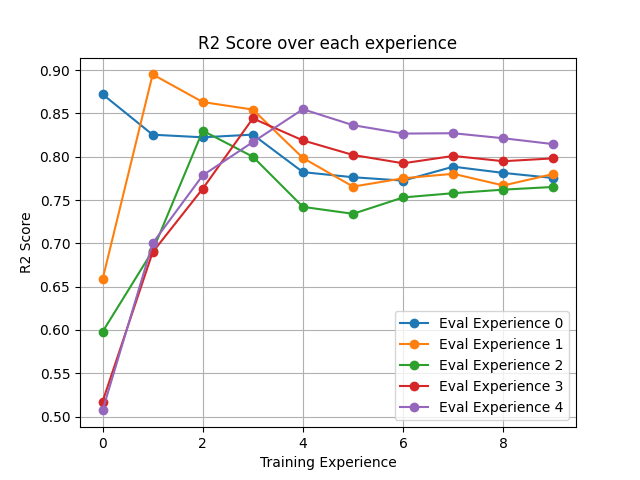 R2 Score over each experience
0.90
0.85
0.80
0.75
0.70
0.65
0.60
0.55
0.50
R2 Score
0 2 4 6 8
Training Experience
Eval Experience 0
Eval Experience 1
Eval Experience 2
Eval Experience 3
Eval Experience 4